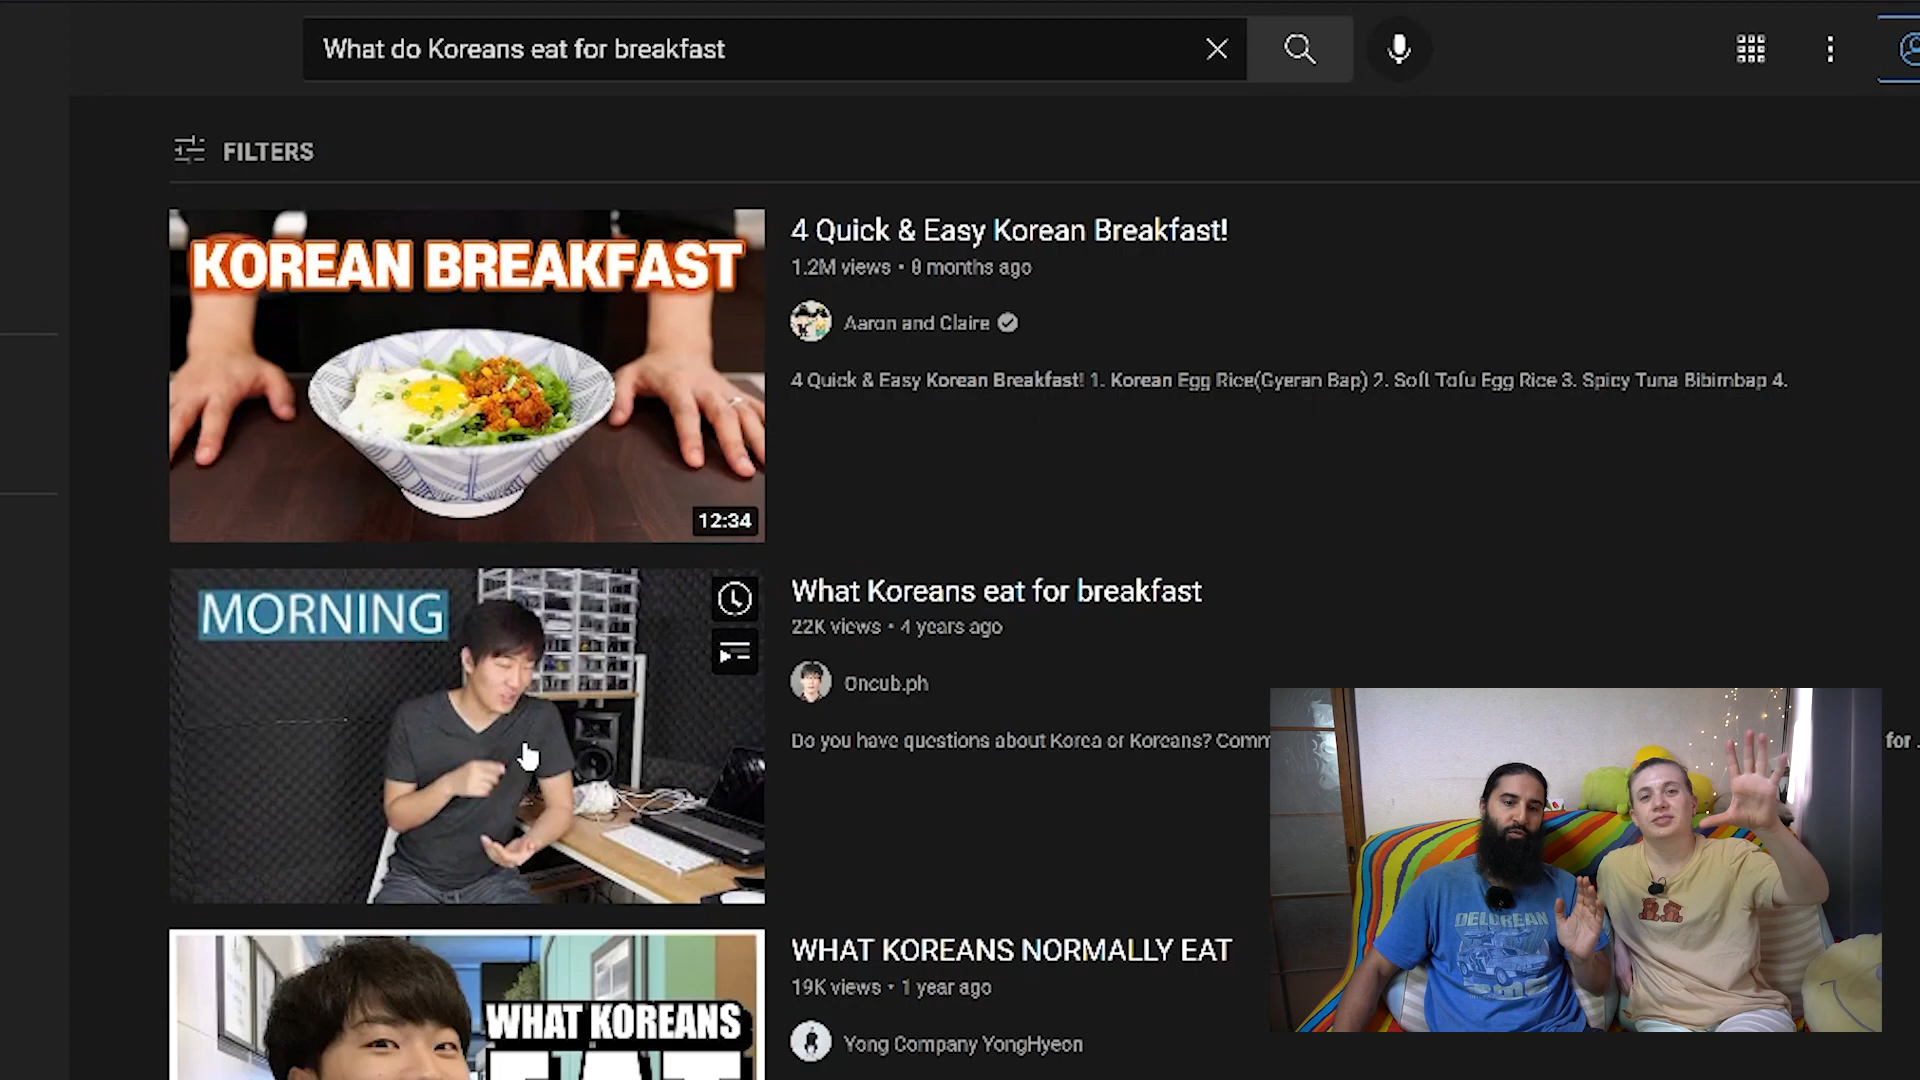 What do Koreans eat for breakfast
FILTERS
KOREAN BREAKFAST
12:34
4 Quick & Easy Korean Breakfast!
1.2M views • 8 months ago
Aaron and Claire
4 Quick & Easy Korean Breakfast! 1. Korean Egg Rice(Gyeran Bap) 2. Soft Tofu Egg Rice 3. Spicy Tuna Bibimbap 4.
MORNING
What Koreans eat for breakfast
22K views • 4 years ago
Oncub.ph
Do you have questions about Korea or Koreans? Comm
for
DELOREAN
WHAT KOREANS
EAT
WHAT KOREANS NORMALLY EAT
19K views • 1 year ago
Yong Company YongHyeon